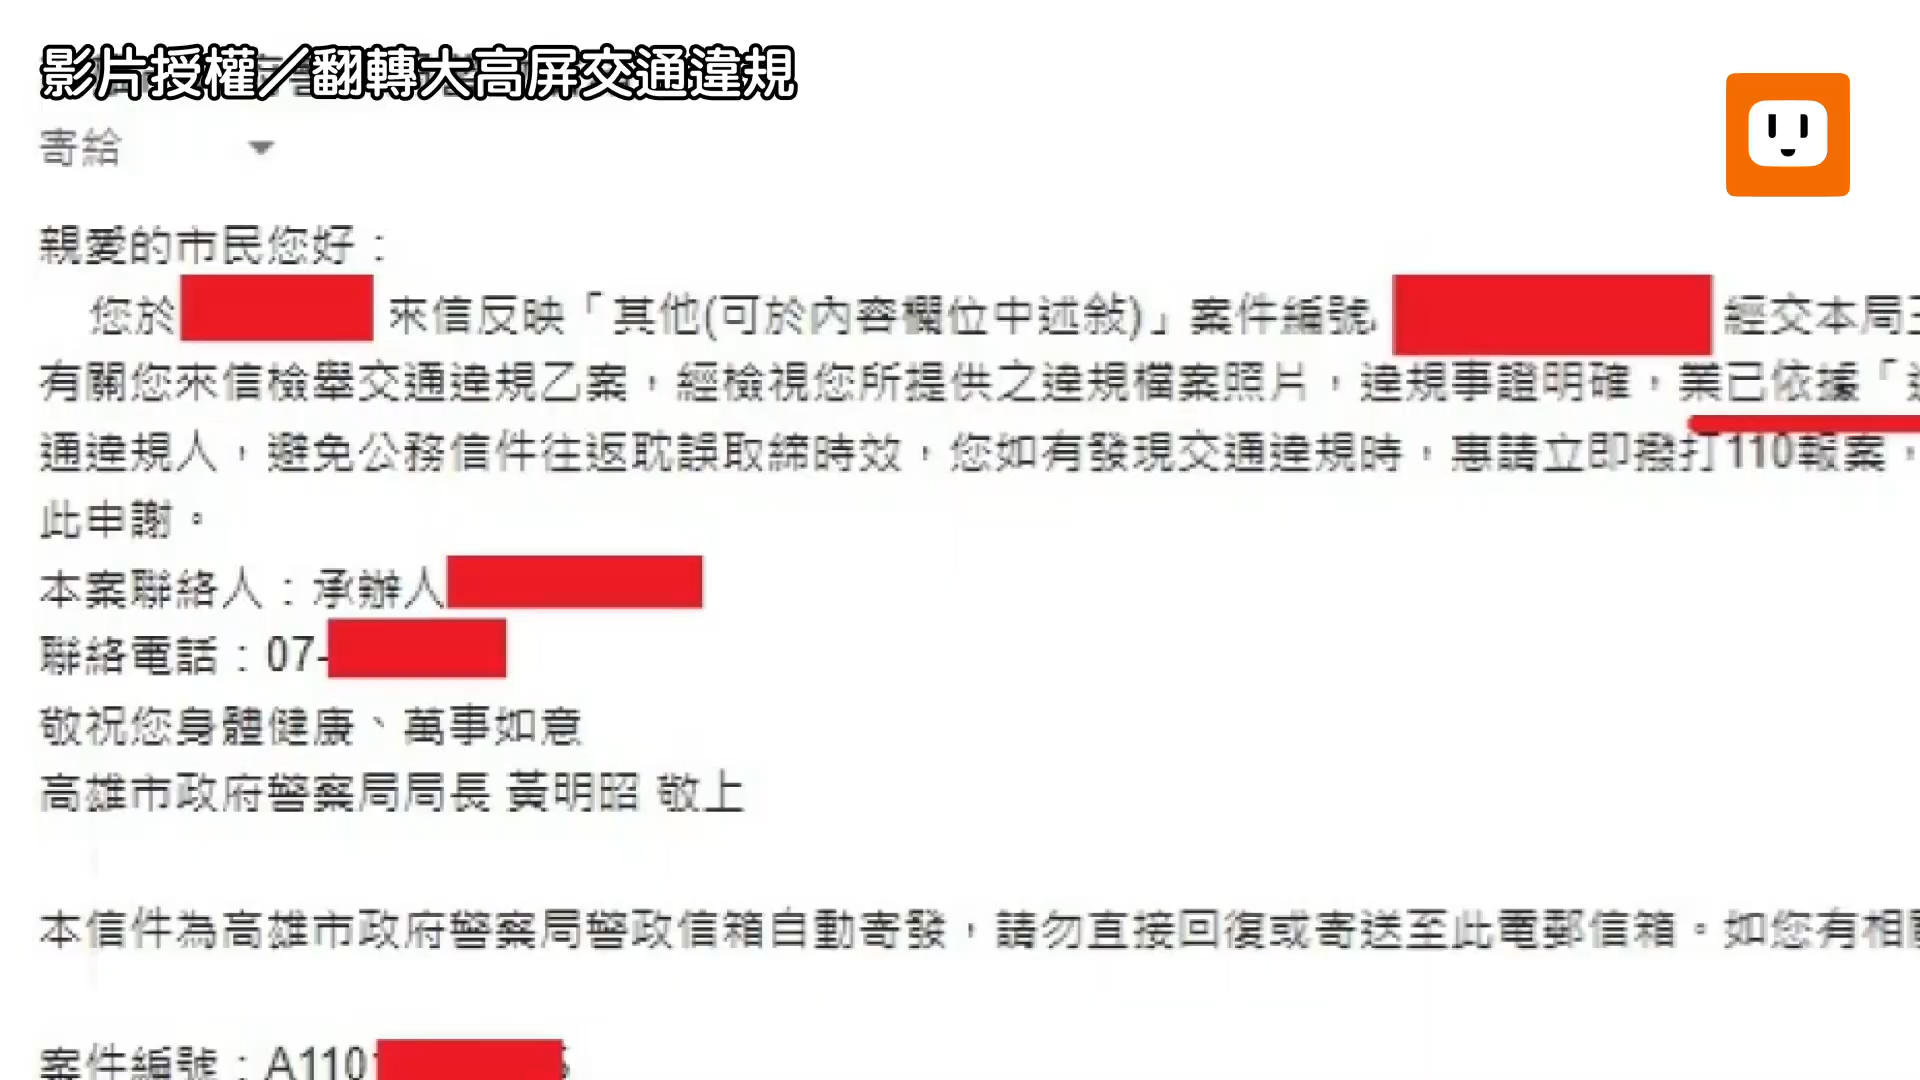 影片授權／翻轉大高屏交通違規
寄給
親愛的市民您好：
您於 來信反映「其他(可於內容欄位中述敍)」案件編號 經交本局
有關您來信檢舉交通違規乙案，經檢視您所提供之違規檔案照片，違規事證明確，業已依據「
通違規人，避免公務信件往返耽誤取締時效，您如有發現交通違規時，惠請立即撥打110報案，
此申謝。
本案聯絡人：承辦人
聯絡電話：07-
敬祝您身體健康、萬事如意
高雄市政府警察局局長 黃明昭 敬上
本信件為高雄市政府警察局警政信箱自動寄發，請勿直接回復或寄送至此電郵信箱。如您有相
案件編號：A110